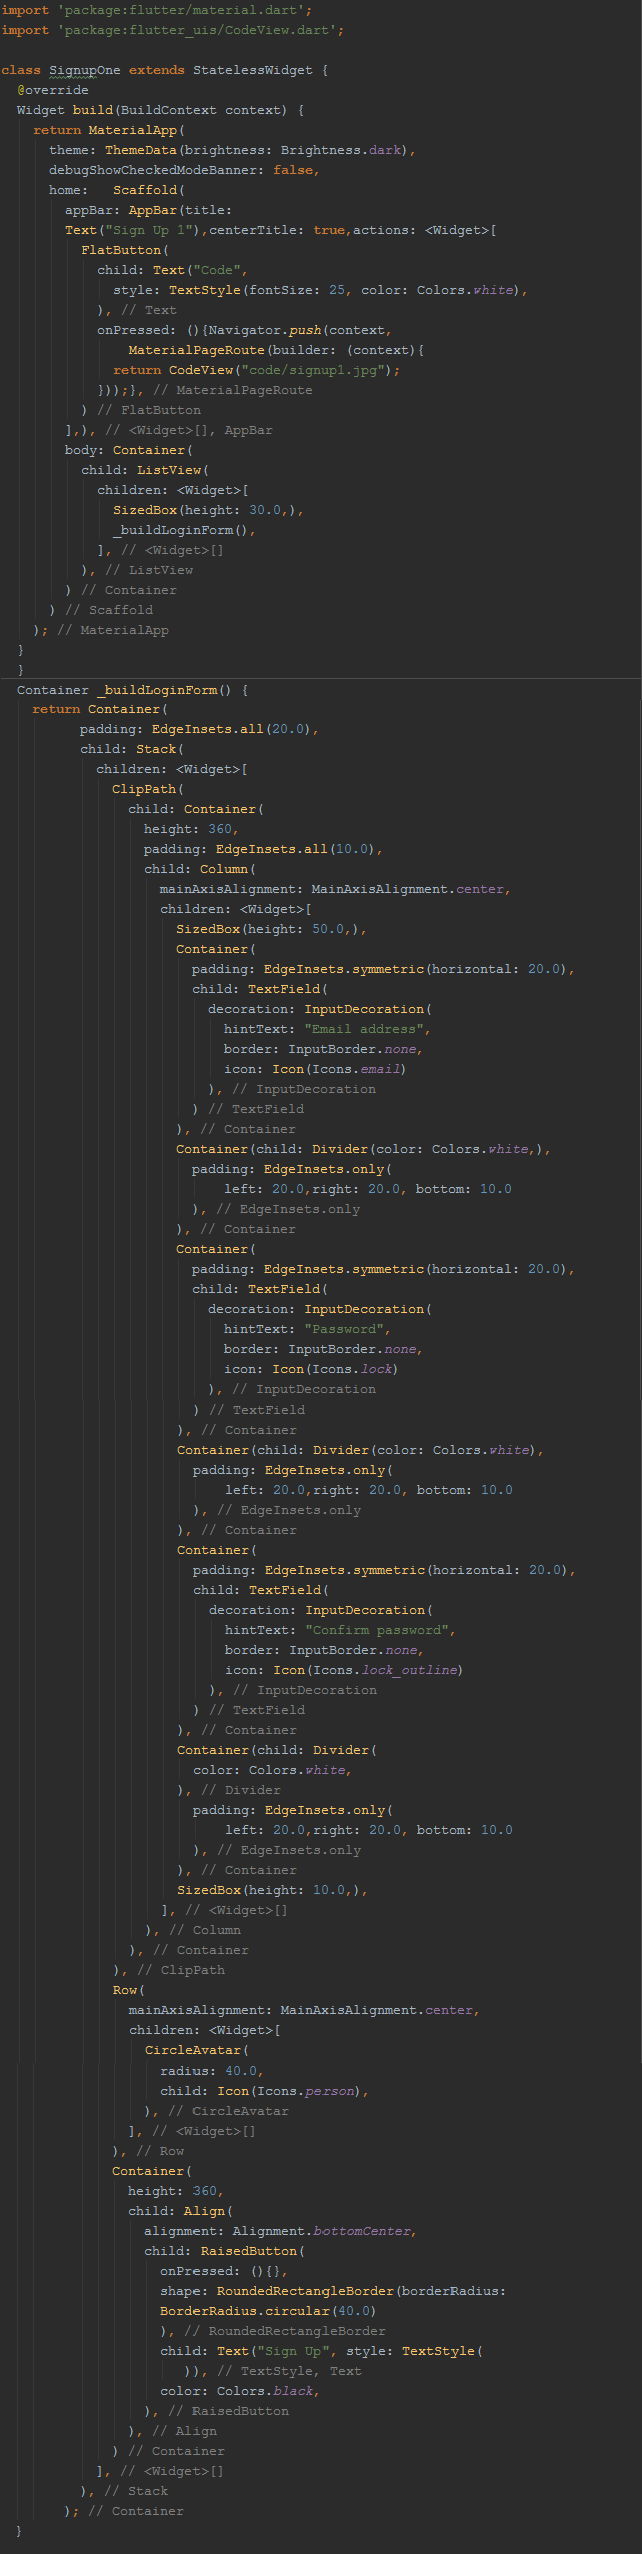 import 'package:flutter/material.dart';
import 'package:flutter_uis/CodeView.dart';
class SignupOne extends StatelessWidget {
@override
Widget build(BuildContext context) {
return MaterialApp(
theme: ThemeData(brightness: Brightness.dark),
debugShowCheckedModeBanner: false,
home:   Scaffold(
appBar: AppBar(title:
Text("Sign Up 1"),centerTitle: true,actions: <Widget>[
FlatButton(
child: Text("Code",
style: TextStyle(fontSize: 25, color: Colors.white),
), // Text
onPressed: (){Navigator.push(context,
MaterialPageRoute(builder: (context){
return CodeView("code/signup1.jpg");
}));}, // MaterialPageRoute
) // FlatButton
],), // <Widget>[], AppBar
body: Container(
child: ListView(
children: <Widget>[
SizedBox(height: 30.0,),
_buildLoginForm(),
], // <Widget>[]
), // ListView
) // Container
) // Scaffold
); // MaterialApp
}
}
Container _buildLoginForm() {
return Container(
padding: EdgeInsets.all(20.0),
child: Stack(
children: <Widget>[
ClipPath(
child: Container(
height: 360,
padding: EdgeInsets.all(10.0),
child: Column(
mainAxisAlignment: MainAxisAlignment.center,
children: <Widget>[
SizedBox(height: 50.0,),
Container(
padding: EdgeInsets.symmetric(horizontal: 20.0),
child: TextField(
decoration: InputDecoration(
hintText: "Email address",
border: InputBorder.none,
icon: Icon(Icons.email)
), // InputDecoration
) // TextField
), // Container
Container(child: Divider(color: Colors.white,),
padding: EdgeInsets.only(
left: 20.0,right: 20.0, bottom: 10.0
), // EdgeInsets.only
), // Container
Container(
padding: EdgeInsets.symmetric(horizontal: 20.0),
child: TextField(
decoration: InputDecoration(
hintText: "Password",
border: InputBorder.none,
icon: Icon(Icons.lock)
), // InputDecoration
) // TextField
), // Container
Container(child: Divider(color: Colors.white),
padding: EdgeInsets.only(
left: 20.0,right: 20.0, bottom: 10.0
), // EdgeInsets.only
), // Container
Container(
padding: EdgeInsets.symmetric(horizontal: 20.0),
child: TextField(
decoration: InputDecoration(
hintText: "Confirm password",
border: InputBorder.none,
icon: Icon(Icons.lock_outline)
), // InputDecoration
) // TextField
), // Container
Container(child: Divider(
color: Colors.white,
), // Divider
padding: EdgeInsets.only(
left: 20.0,right: 20.0, bottom: 10.0
), // EdgeInsets.only
), // Container
SizedBox(height: 10.0,),
], // <Widget>[]
), // Column
), // Container
), // ClipPath
Row(
mainAxisAlignment: MainAxisAlignment.center,
children: <Widget>[
CircleAvatar(
radius: 40.0,
child: Icon(Icons.person),
), // CircleAvatar
], // <Widget>[]
), // Row
Container(
height: 360,
child: Align(
alignment: Alignment.bottomCenter,
child: RaisedButton(
onPressed: (){},
shape: RoundedRectangleBorder(borderRadius:
BorderRadius.circular(40.0)
), // RoundedRectangleBorder
child: Text("Sign Up", style: TextStyle(
)), // TextStyle, Text
color: Colors.black,
), // RaisedButton
), // Align
) // Container
], // <Widget>[]
), // Stack
); // Container
}